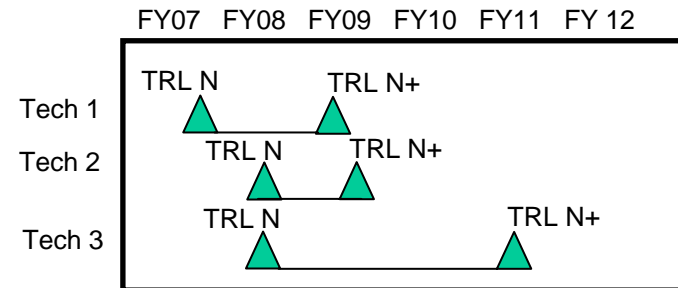 FY07 FY08 FY09 FY10 FY11 FY 12
TRL N TRL N+
Tech 1
TRL N TRL N+
Tech 2
TRL N TRL N+
Tech 3